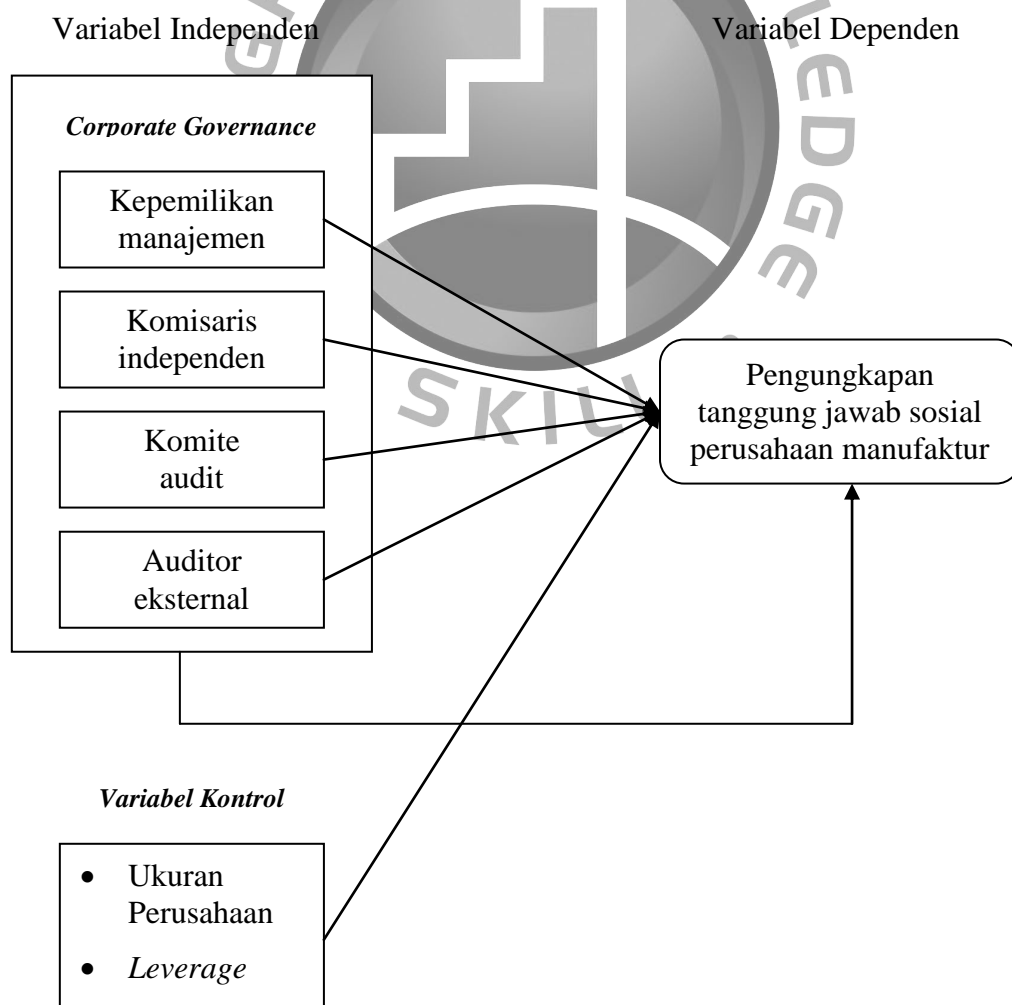 Variabel Independen
Variabel Dependen
Corporate Governance
Kepemilikan
manajemen
Komisaris
independen
Komite
audit
Auditor
eksternal
Pengungkapan
tanggung jawab sosial
perusahaan manufaktur
Variabel Kontrol
• Ukuran
Perusahaan
• Leverage
SKILL